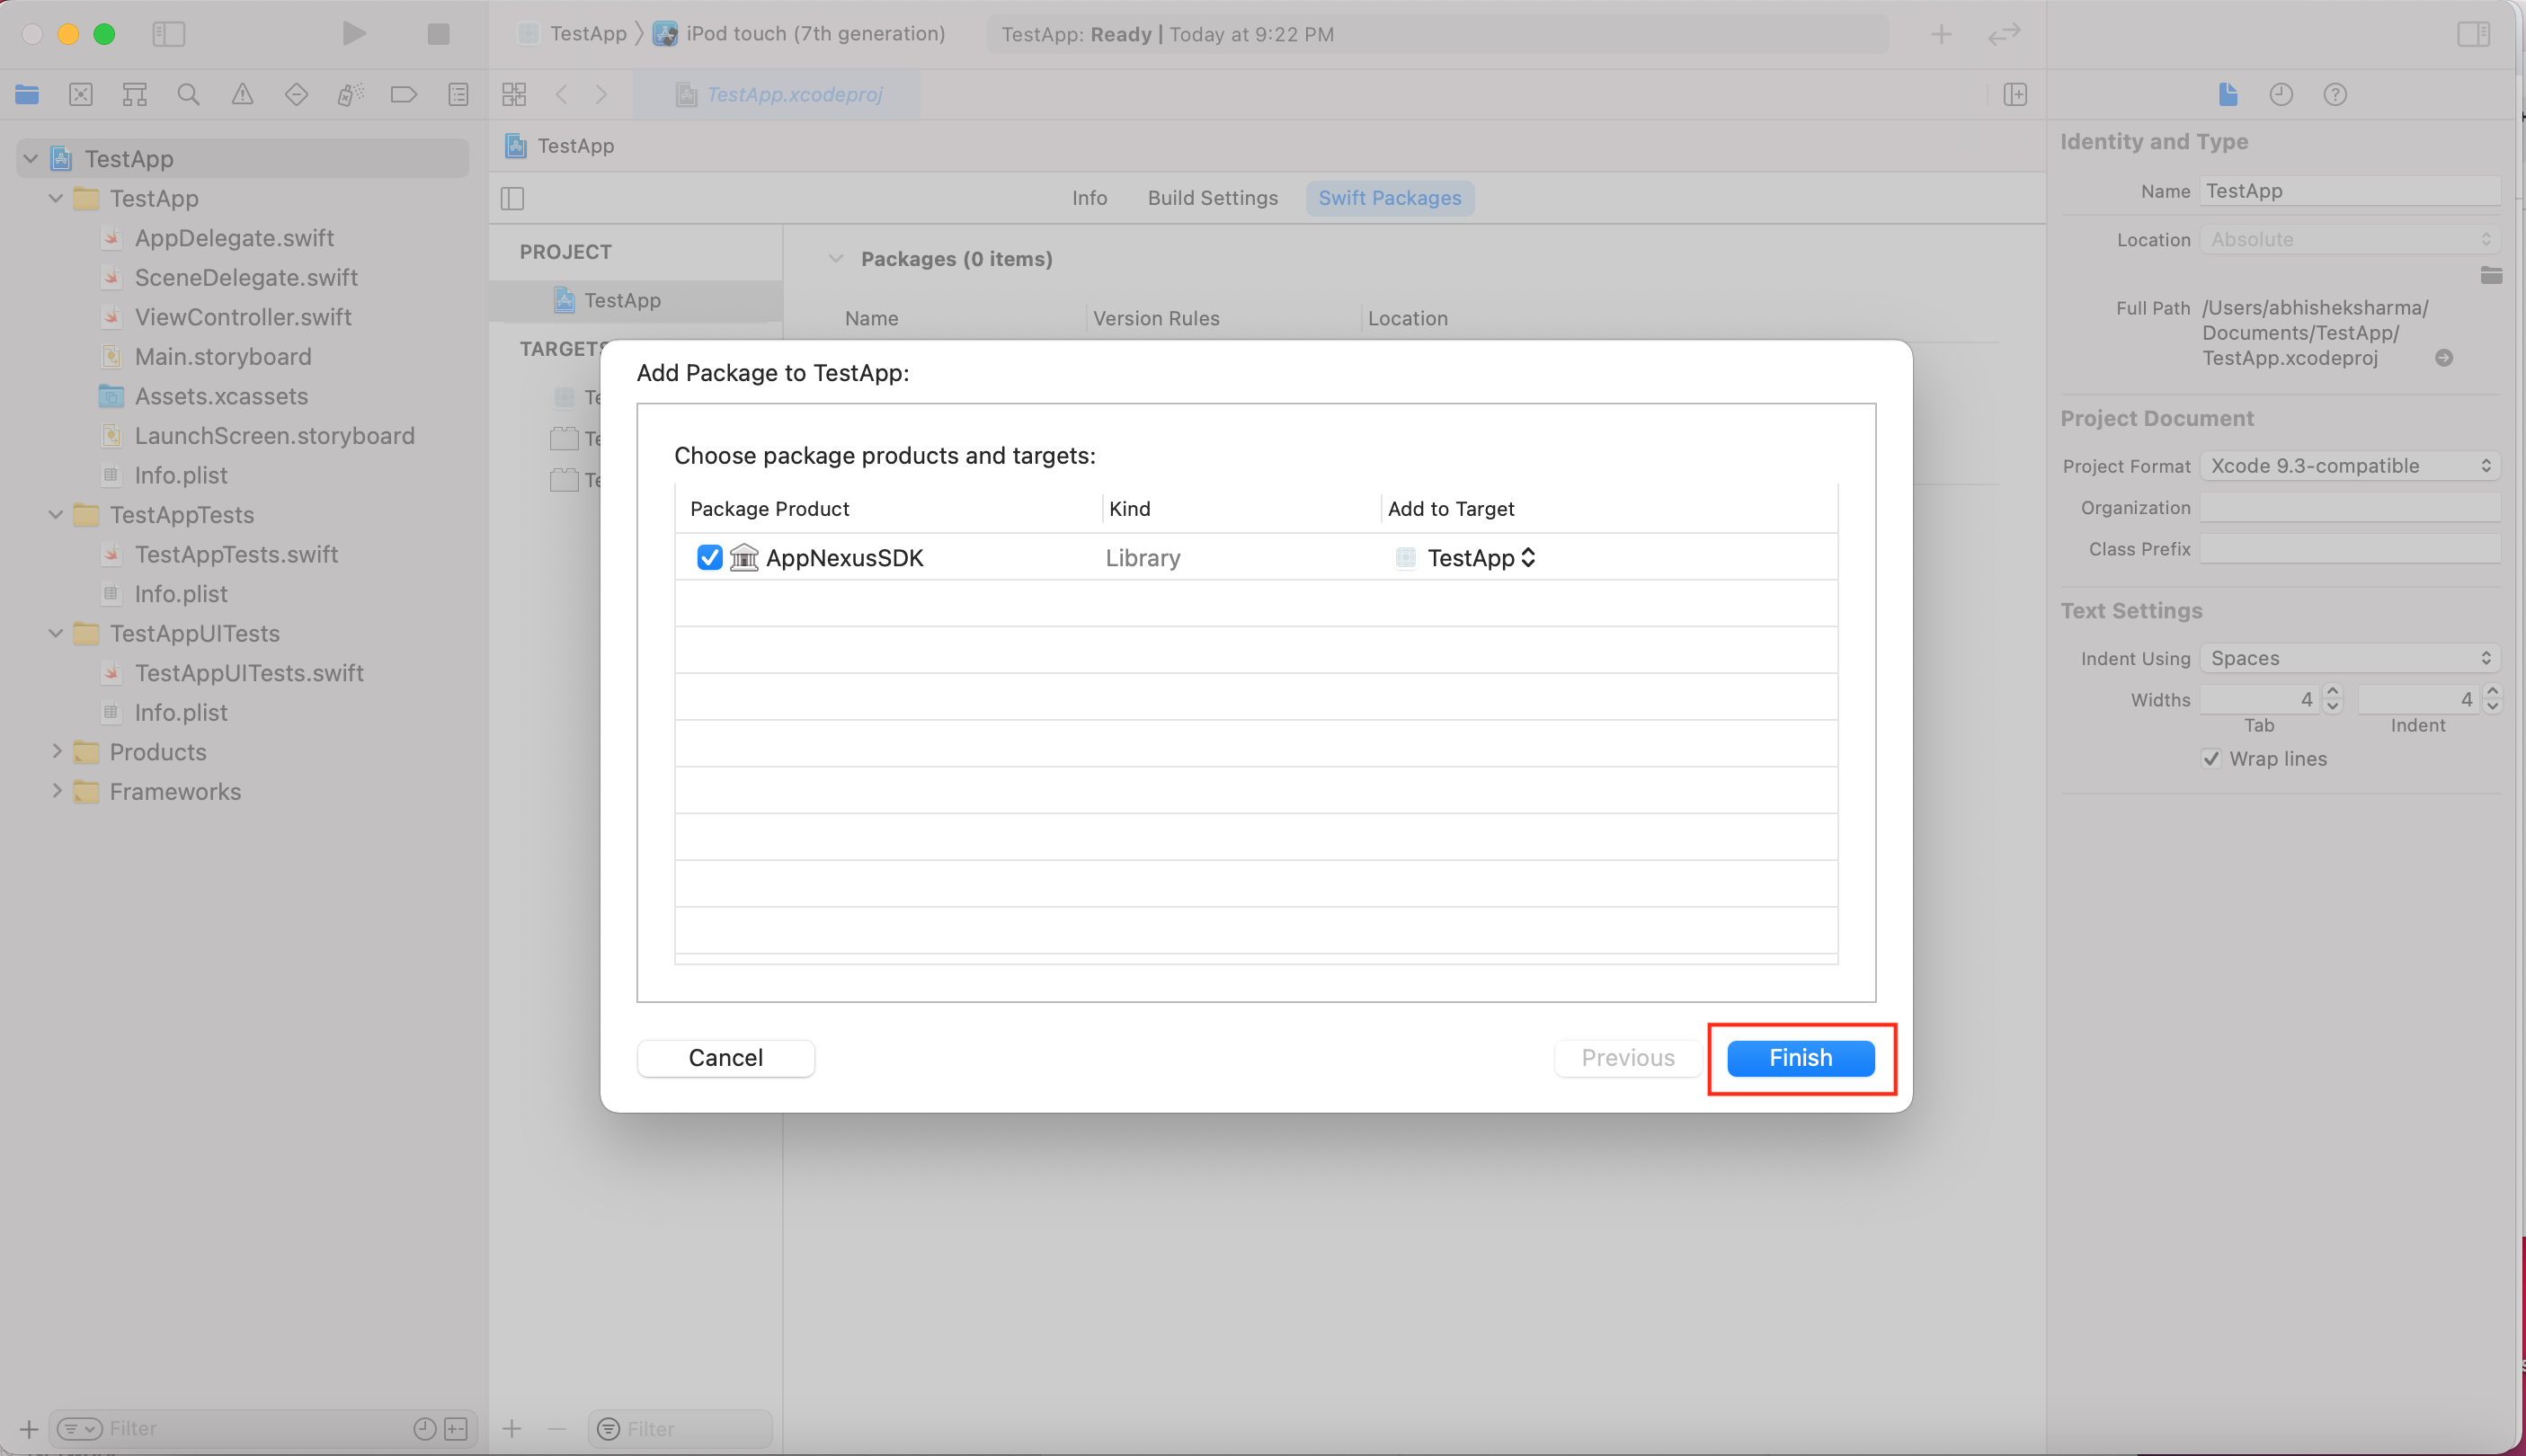 TestApp
iPod touch (7th generation)
TestApp: Ready | Today at 9:22 PM
TestApp.xcodeproj
TestApp
TestApp
AppDelegate.swift
SceneDelegate.swift
ViewController.swift
Main.storyboard
Assets.xcassets
LaunchScreen.storyboard
Info.plist
TestAppTests
TestAppTests.swift
Info.plist
TestAppUITests
TestAppUITests.swift
Info.plist
Products
Frameworks
Filter
TestApp
Info
Build Settings
Swift Packages
PROJECT
TestApp
TARGETS
Te
Te
Te
Filter
Packages (0 items)
Name
Version Rules
Location
Add Package to TestApp:
Choose package products and targets:
Package Product
Kind
Add to Target
AppNexusSDK
Library
TestApp
Cancel
Previous
Finish
Identity and Type
Name TestApp
Location Absolute
Full Path /Users/abhisheksharma/
Documents/TestApp/
TestApp.xcodeproj
Project Document
Project Format Xcode 9.3-compatible
Organization
Class Prefix
Text Settings
Indent Using Spaces
Widths 4 4
Tab Indent
Wrap lines